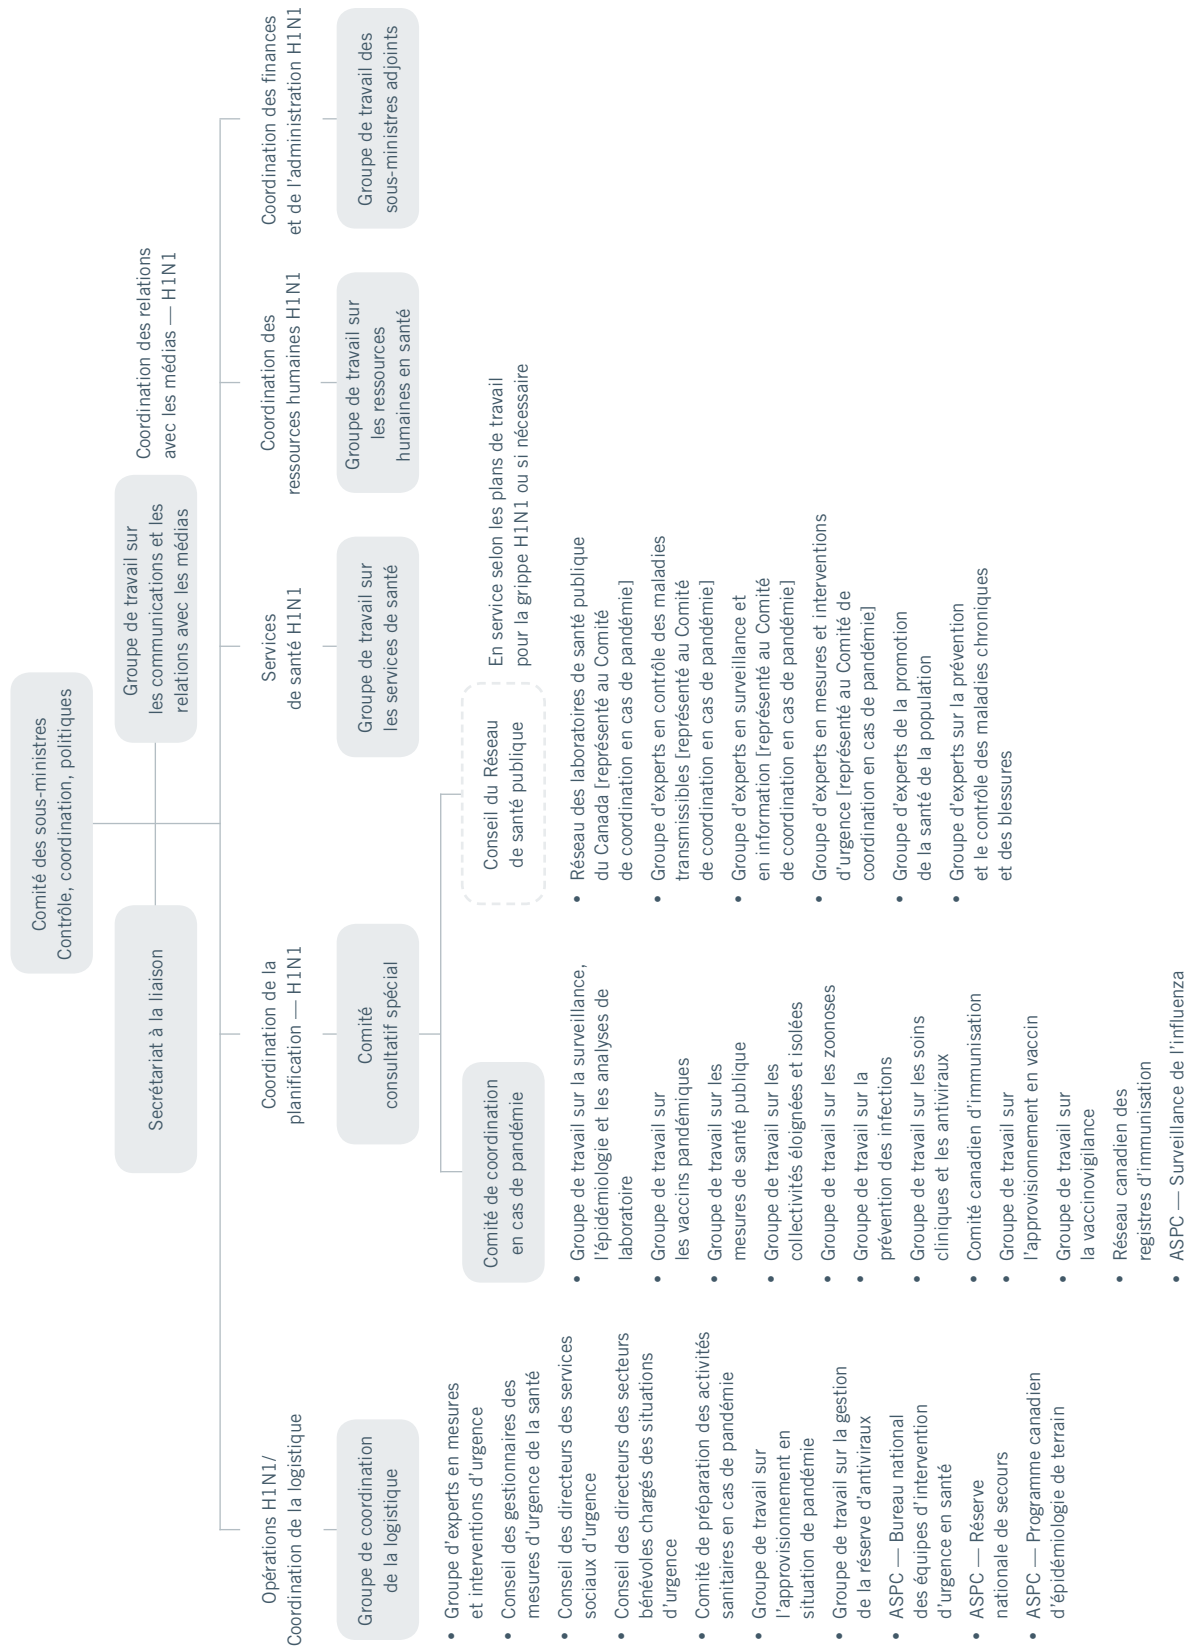 Comité des sous-ministres
Contrôle, coordination, politiques
Secrétariat à la liaison
Groupe de travail sur
les communications et les
relations avec les médias
Coordination des relations
avec les médias — H1N1
Opérations H1N1/
Coordination de la logistique
Groupe de coordination
de la logistique
• Groupe d'experts en mesures
et interventions d'urgence
• Conseil des gestionnaires des
mesures d'urgence de la santé
• Conseil des directeurs des services
sociaux d'urgence
• Conseil des directeurs des secteurs
bénévoles chargés des situations
d'urgence
• Comité de préparation des activités
sanitaires en cas de pandémie
• Groupe de travail sur
l'approvisionnement en
situation de pandémie
• Groupe de travail sur la gestion
de la réserve d'antiviraux
• ASPC — Bureau national
des équipes d'intervention
d'urgence en santé
• ASPC — Réserve
nationale de secours
• ASPC — Programme canadien
d'épidémiologie de terrain
Coordination de la
planification — H1N1
Comité
consultatif spécial
Comité de coordination
en cas de pandémie
• Groupe de travail sur la surveillance,
l'épidémiologie et les analyses de
laboratoire
• Groupe de travail sur
les vaccins pandémiques
• Groupe de travail sur les
mesures de santé publique
• Groupe de travail sur les
collectivités éloignées et isolées
• Groupe de travail sur les zoonoses
• Groupe de travail sur la
prévention des infections
• Groupe de travail sur les soins
cliniques et les antiviraux
• Comité canadien d'immunisation
• Groupe de travail sur
l'approvisionnement en vaccin
• Groupe de travail sur
la vaccinovigilance
• Réseau canadien des
registres d'immunisation
• ASPC — Surveillance de l'influenza
Conseil du Réseau
de santé publique
En service selon les plans de travail
pour la grippe H1N1 ou si nécessaire
• Réseau des laboratoires de santé publique
du Canada [représenté au Comité
de coordination en cas de pandémie]
• Groupe d'experts en contrôle des maladies
transmissibles [représenté au Comité
de coordination en cas de pandémie]
• Groupe d'experts en surveillance et
en information [représenté au Comité
de coordination en cas de pandémie]
• Groupe d'experts en mesures et interventions
d'urgence [représenté au Comité de
coordination en cas de pandémie]
• Groupe d'experts de la promotion
de la santé de la population
• Groupe d'experts sur la prévention
et le contrôle des maladies chroniques
et des blessures
Services
de santé H1N1
Groupe de travail sur
les services de santé
Coordination des
ressources humaines H1N1
Groupe de travail sur
les ressources
humaines en santé
Coordination des finances
et de l'administration H1N1
Groupe de travail des
sous-ministres adjoints